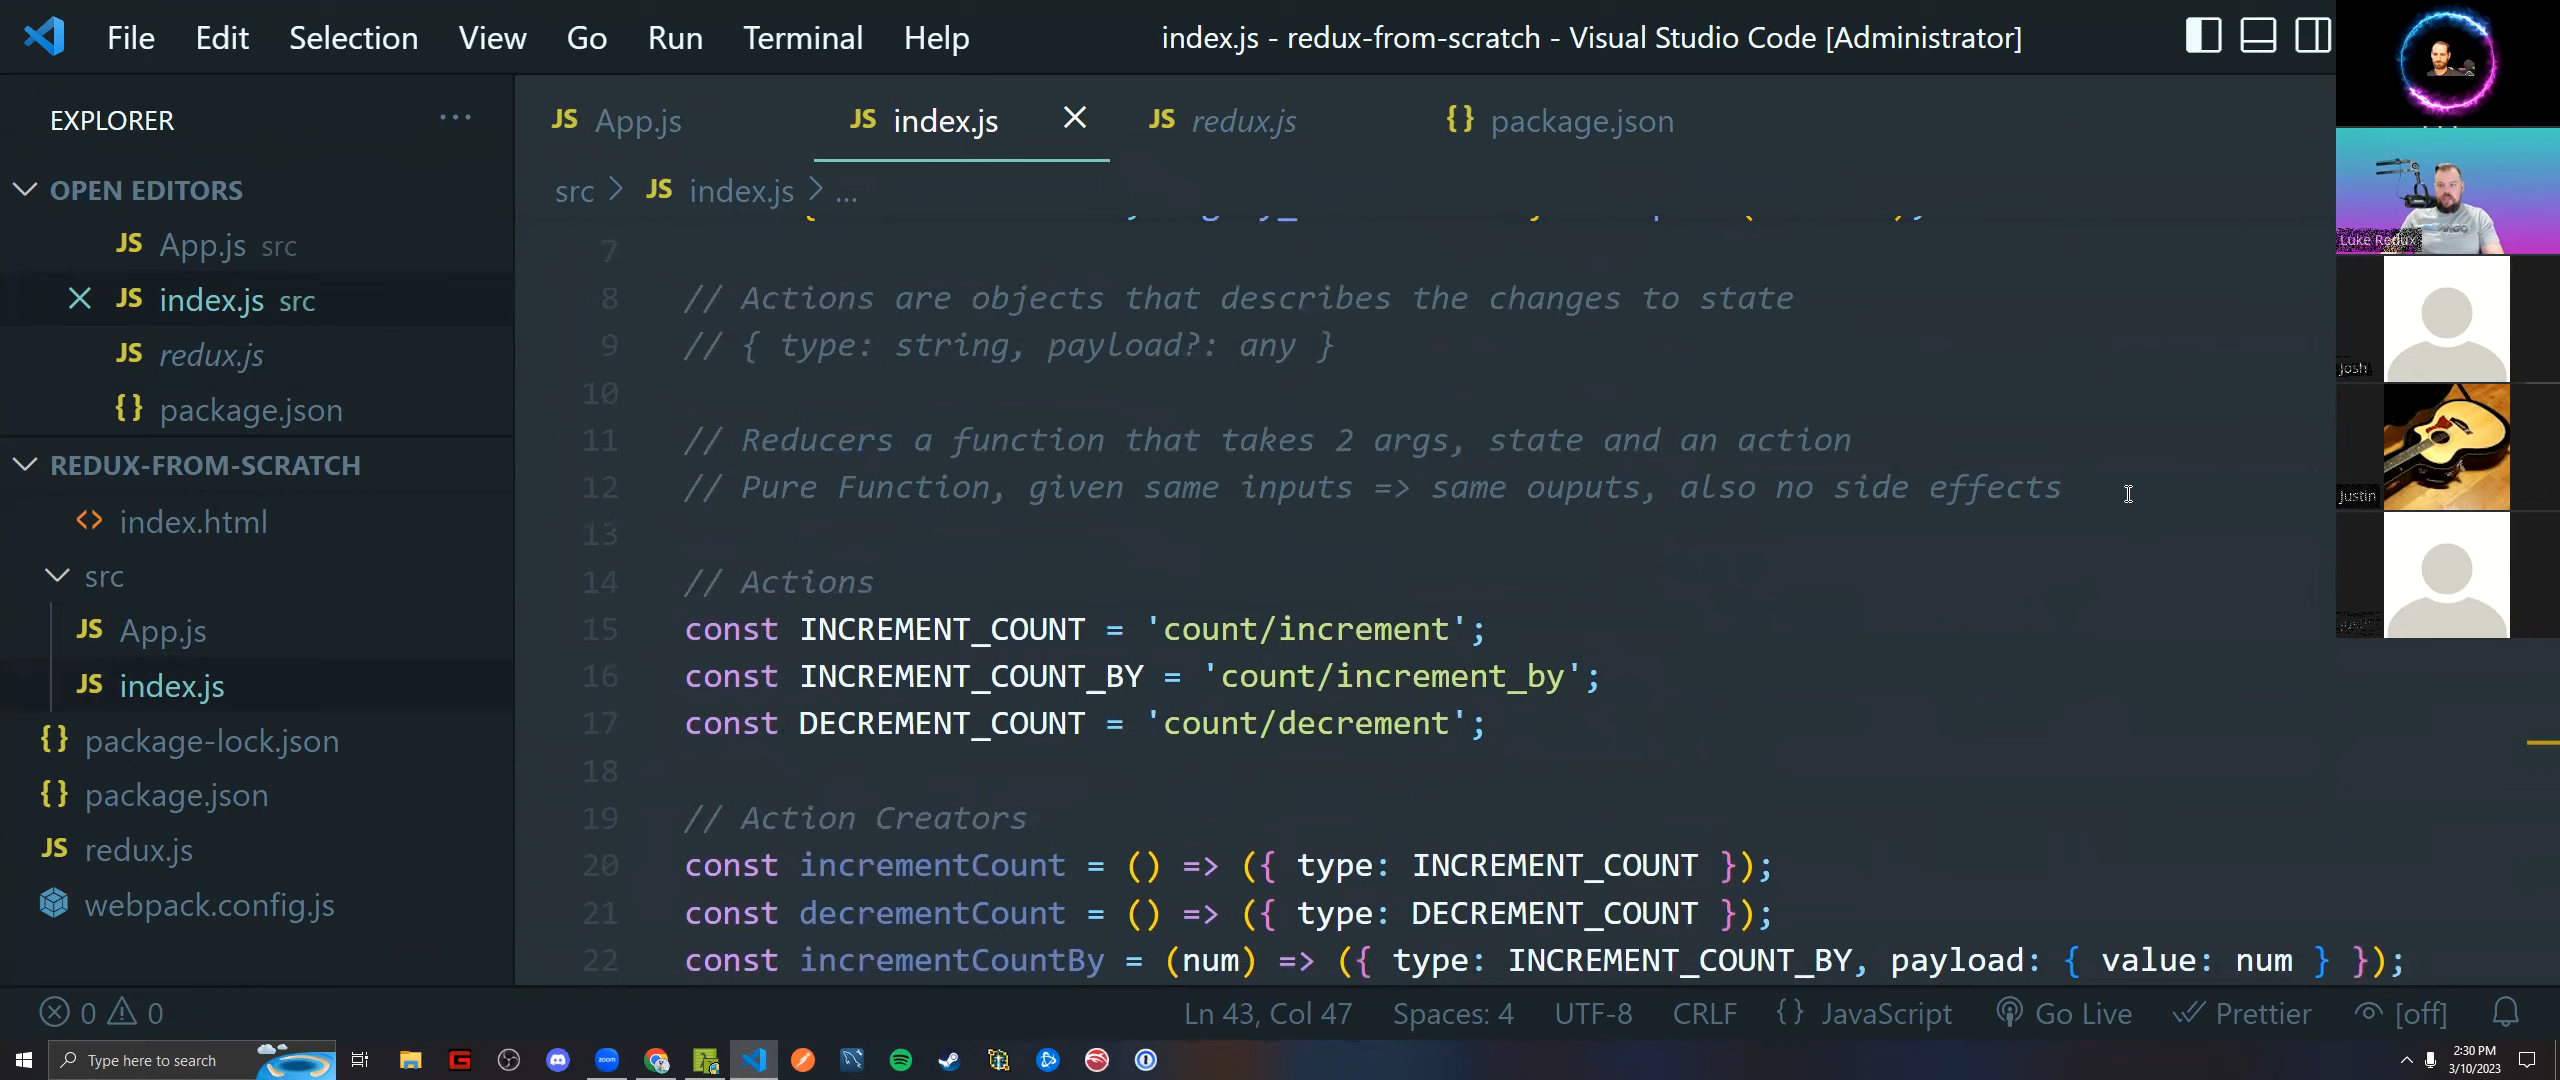 File Edit Selection View Go Run Terminal Help
index.js - redux-from-scratch - Visual Studio Code [Administrator]
EXPLORER
OPEN EDITORS
JS App.js src
JS index.js src
JS redux.js
{} package.json
REDUX-FROM-SCRATCH
<> index.html
src
JS App.js
JS index.js
{} package-lock.json
{} package.json
JS redux.js
webpack.config.js
JS App.js JS index.js JS redux.js {} package.json
src > JS index.js > ...
7
8 // Actions are objects that describes the changes to state
9 // { type: string, payload?: any }
10
11 // Reducers a function that takes 2 args, state and an action
12 // Pure Function, given same inputs => same ouputs, also no side effects
13
14 // Actions
15 const INCREMENT_COUNT = 'count/increment';
16 const INCREMENT_COUNT_BY = 'count/increment_by';
17 const DECREMENT_COUNT = 'count/decrement';
18
19 // Action Creators
20 const incrementCount = () => ({ type: INCREMENT_COUNT });
21 const decrementCount = () => ({ type: DECREMENT_COUNT });
22 const incrementCountBy = (num) => ({ type: INCREMENT_COUNT_BY, payload: { value: num } });
Luke Redux
Josh
Justin
0 0
Ln 43, Col 47 Spaces: 4 UTF-8 CRLF {} JavaScript Go Live Prettier [off]
Type here to search
zoom
2:30 PM
3/10/2023